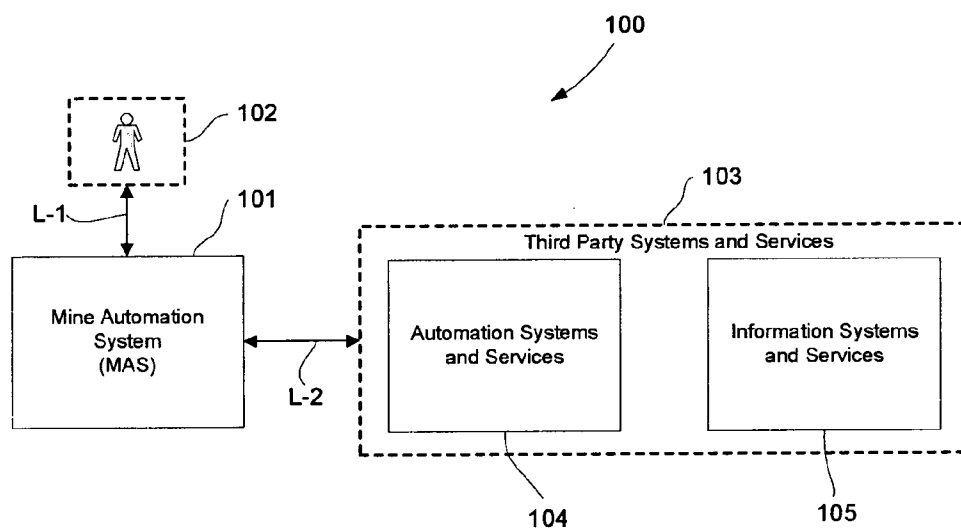 100
102
L-1
101
103
Third Party Systems and Services
Mine Automation
System
(MAS)
L-2
Automation Systems
and Services
Information Systems
and Services
104
105